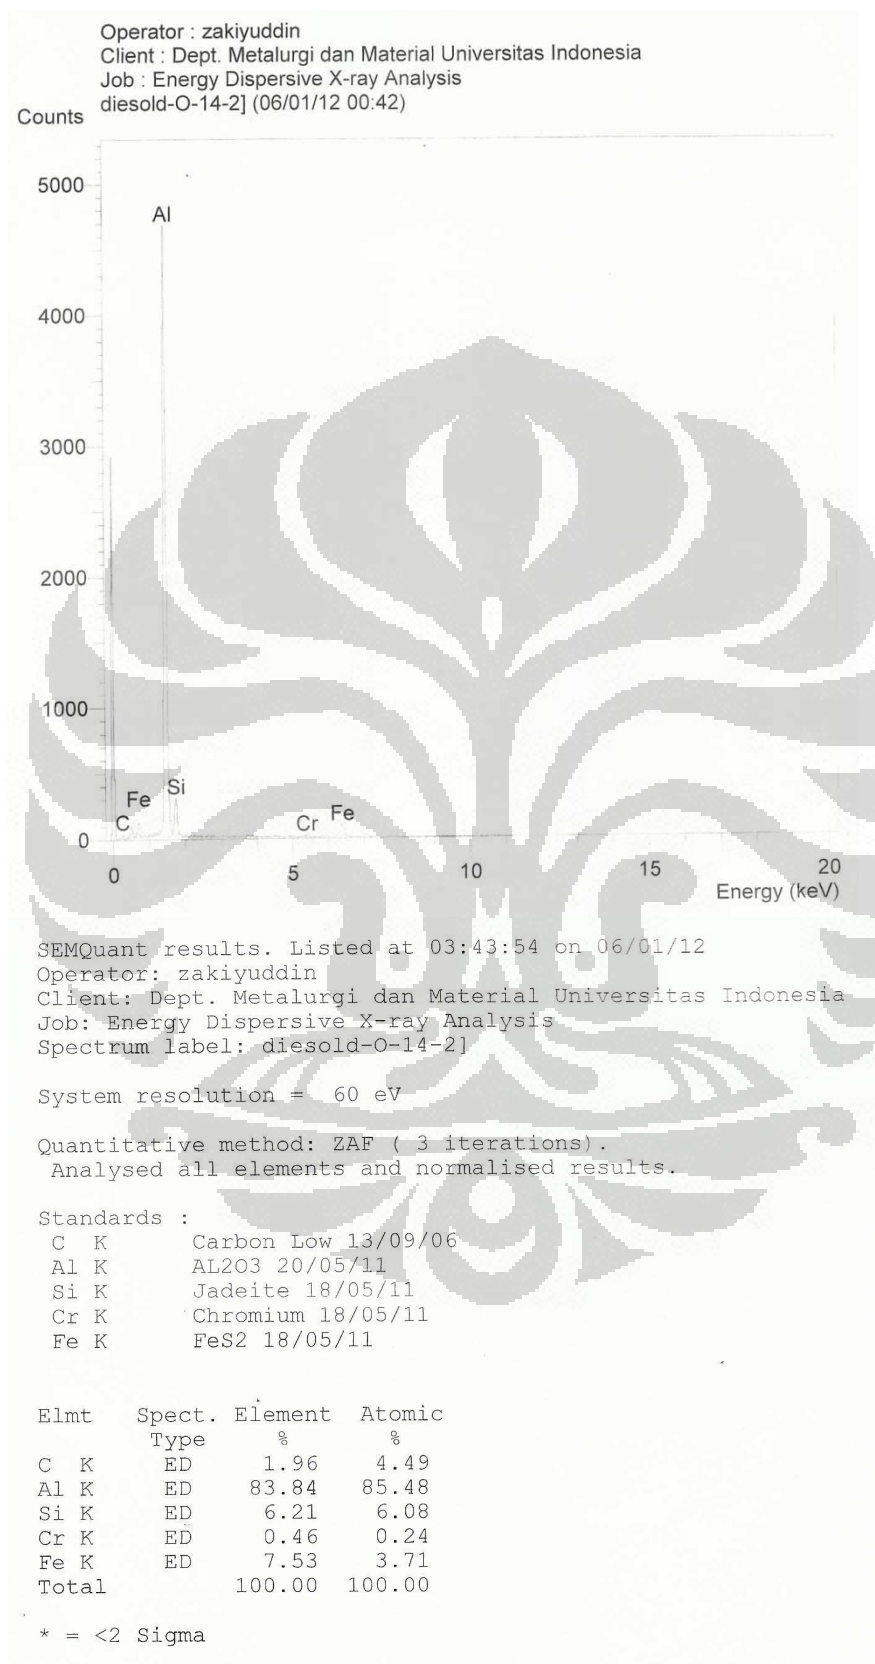 Operator : zakiyuddin
Client : Dept. Metalurgi dan Material Universitas Indonesia
Job : Energy Dispersive X-ray Analysis
diesold-O-14-2] (06/01/12 00:42)
Counts
5000
Al
4000
3000
2000
1000
Si
Fe
C
Cr
Fe
0
0 5 10 15 20
Energy (keV)
SEMQuant results. Listed at 03:43:54 on 06/01/12
Operator: zakiyuddin
Client: Dept. Metalurgi dan Material Universitas Indonesia
Job: Energy Dispersive X-ray Analysis
Spectrum label: diesold-O-14-2]
System resolution = 60 eV
Quantitative method: ZAF ( 3 iterations).
Analysed all elements and normalised results.
Standards :
C K Carbon Low 13/09/06
Al K AL2O3 20/05/11
Si K Jadeite 18/05/11
Cr K Chromium 18/05/11
Fe K FeS2 18/05/11
Elmt Spect. Element Atomic
Type % %
C K ED 1.96 4.49
Al K ED 83.84 85.48
Si K ED 6.21 6.08
Cr K ED 0.46 0.24
Fe K ED 7.53 3.71
Total 100.00 100.00
* = <2 Sigma